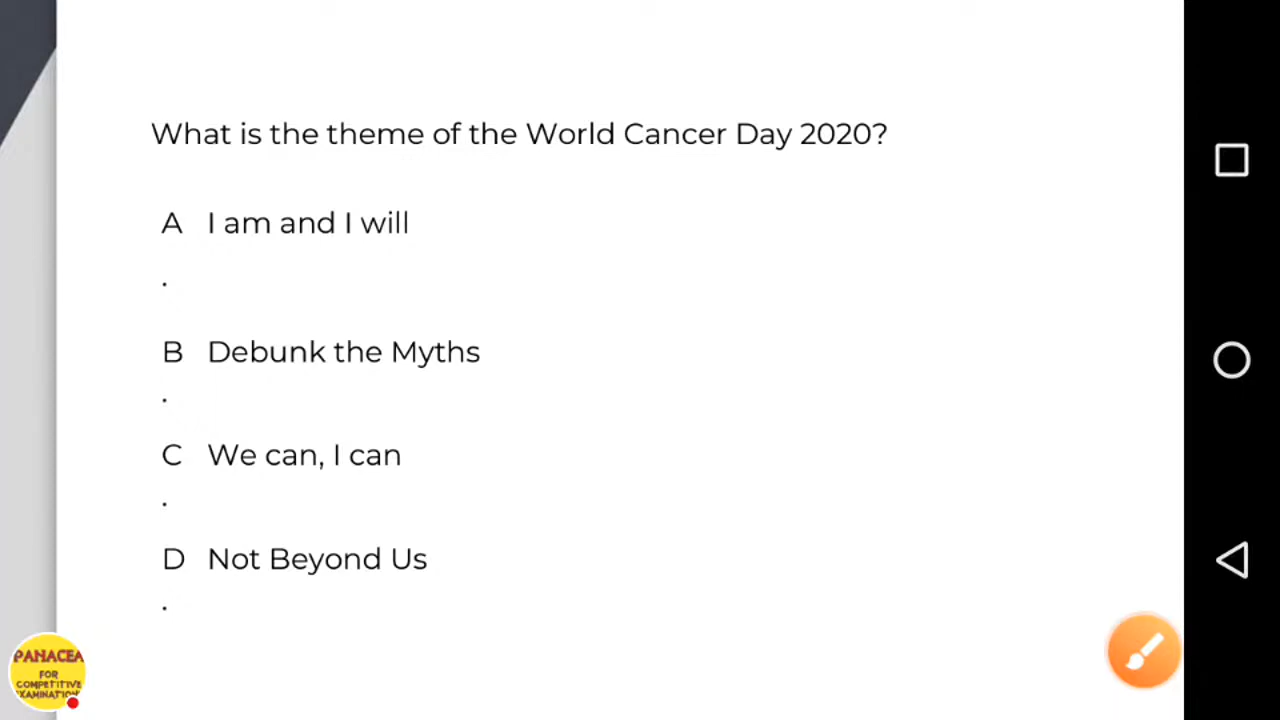 What is the theme of the World Cancer Day 2020?
A I am and I will
.
B Debunk the Myths
.
C We can, I can
.
D Not Beyond Us
.
PANACEA
FOR
COMPETITIVE
EXAMINATION